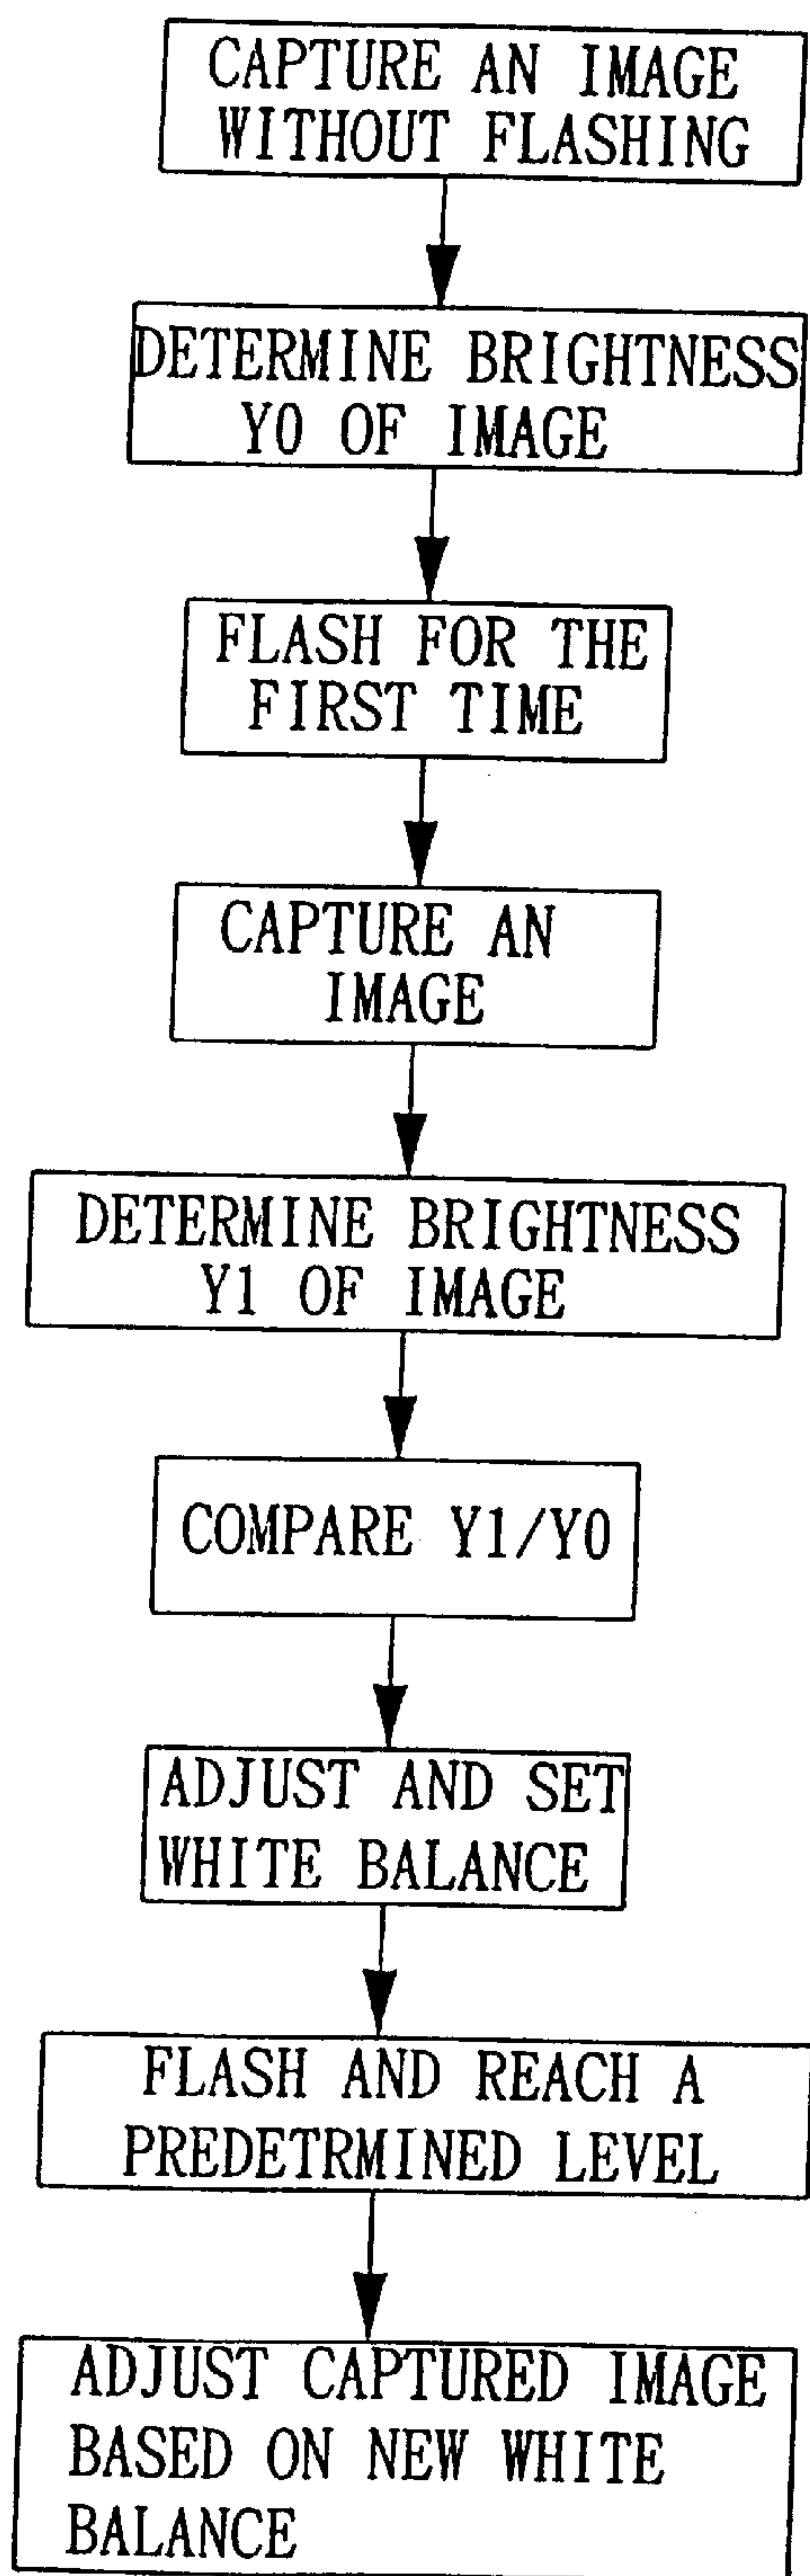 CAPTURE AN IMAGE
WITHOUT FLASHING
DETERMINE BRIGHTNESS
Y0 OF IMAGE
FLASH FOR THE
FIRST TIME
CAPTURE AN
IMAGE
DETERMINE BRIGHTNESS
Y1 OF IMAGE
COMPARE Y1/Y0
ADJUST AND SET
WHITE BALANCE
FLASH AND REACH A
PREDETRMINED LEVEL
ADJUST CAPTURED IMAGE
BASED ON NEW WHITE
BALANCE